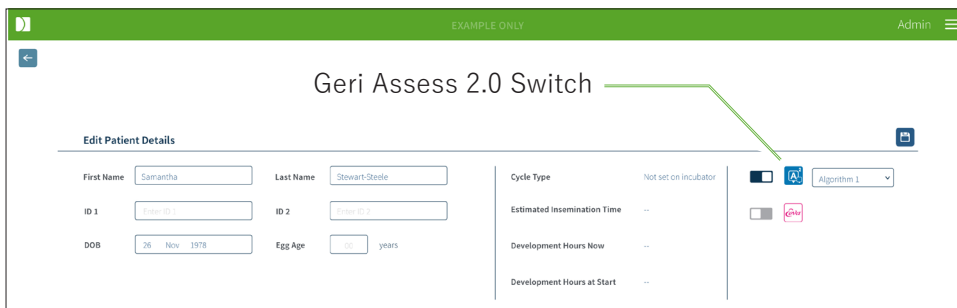 EXAMPLE ONLY
Admin
Geri Assess 2.0 Switch
Edit Patient Details
First Name Samantha Last Name Stewart-Steele Cycle Type Not set on incubator Algorithm 1
ID 1 Enter ID 1 ID 2 Enter ID 2 Estimated Insemination Time --
DOB 26 Nov 1978 Egg Age 00 years Development Hours Now --
Development Hours at Start --